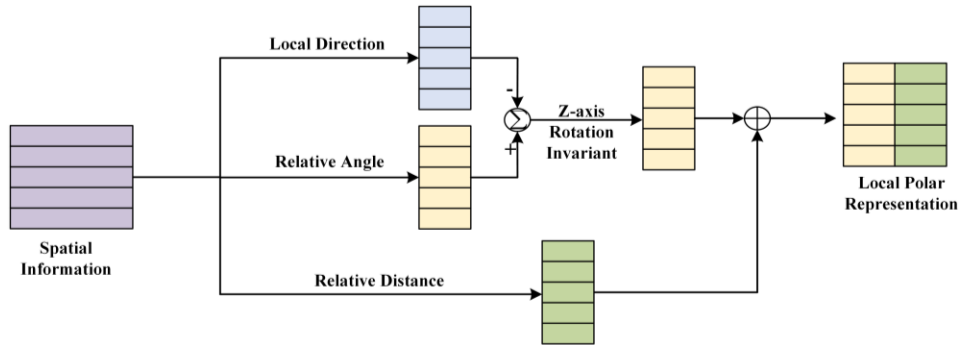 Local Direction
-
Σ
+
Z-axis
Rotation
Invariant
Relative Angle
Spatial
Information
Relative Distance
Local Polar
Representation